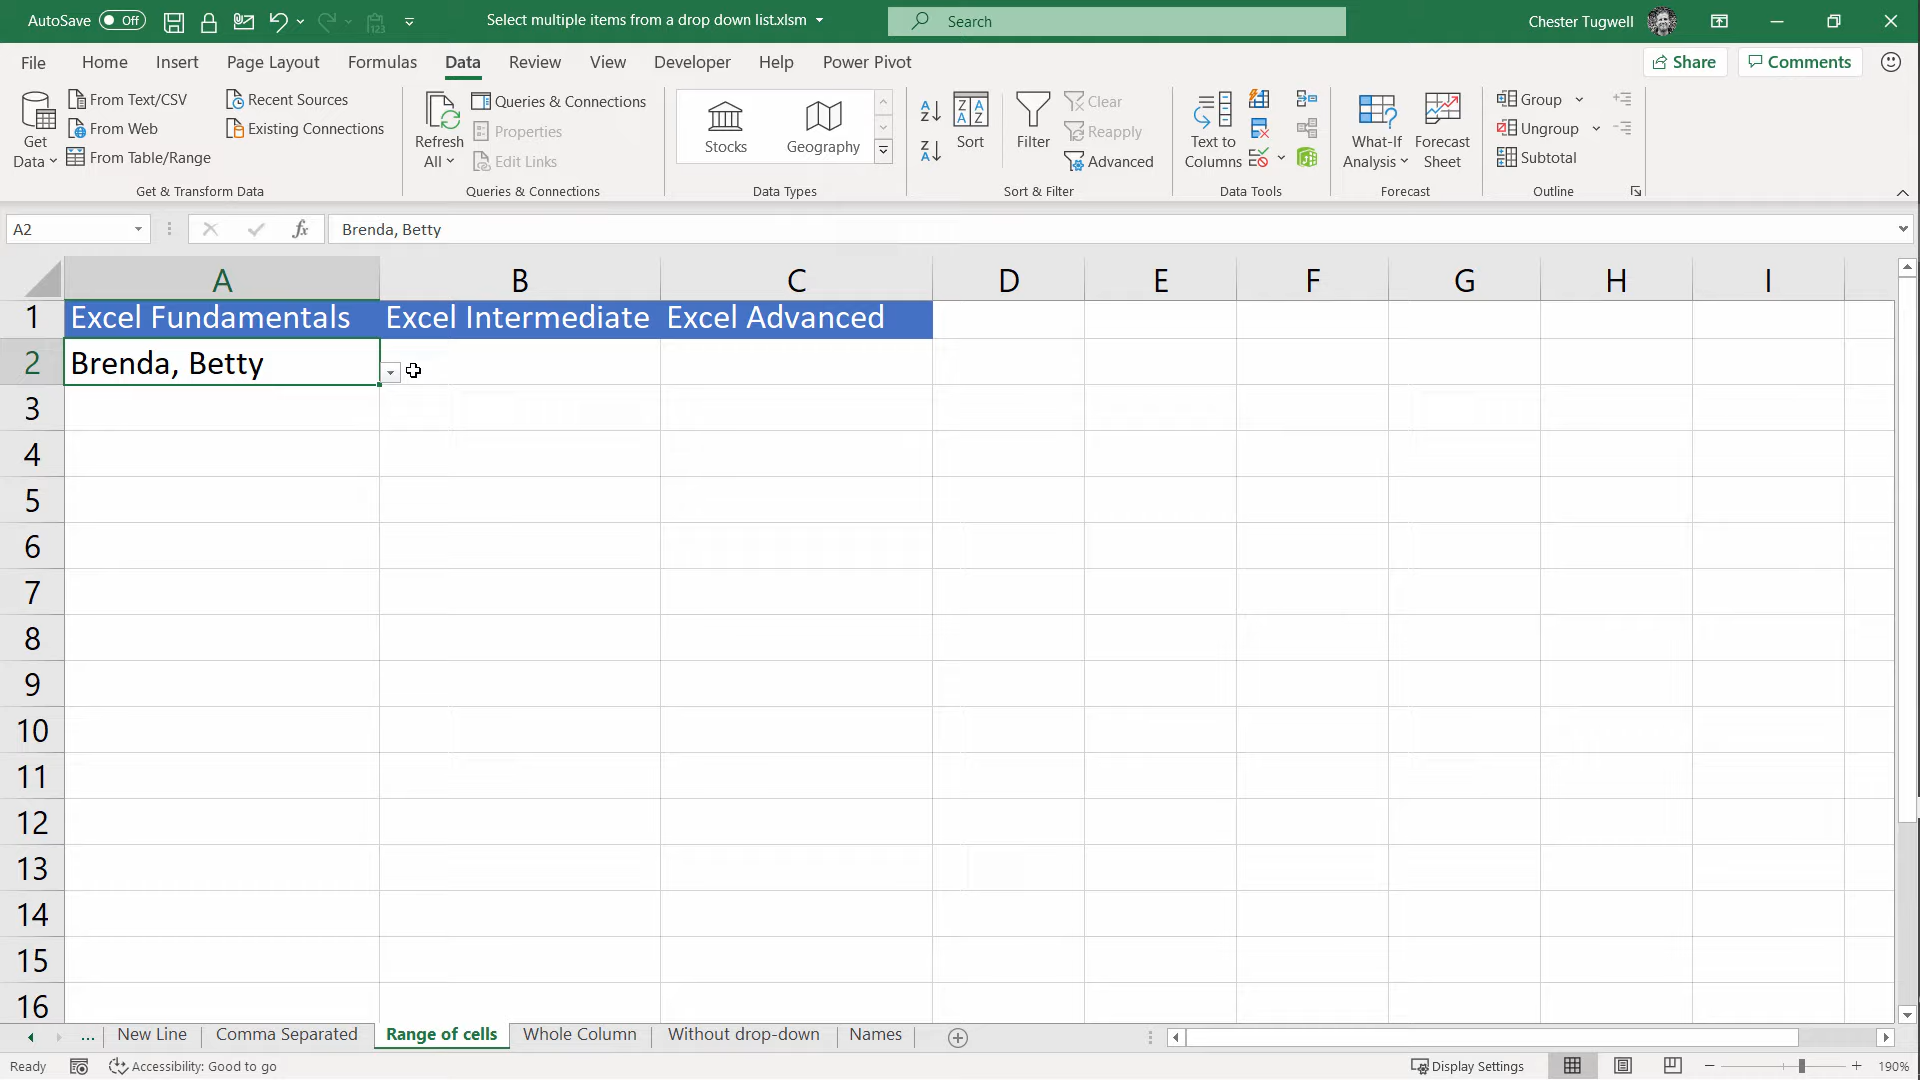 AutoSave Off Select multiple items from a drop down list.xlsm Search Chester Tugwell
File Home Insert Page Layout Formulas Data Review View Developer Help Power Pivot Share Comments
Get Data
From Text/CSV
From Web
From Table/Range
Recent Sources
Existing Connections
Get & Transform Data
Refresh All
Queries & Connections
Properties
Edit Links
Queries & Connections
Stocks
Geography
Data Types
Sort
Filter
Clear
Reapply
Advanced
Sort & Filter
Text to Columns
Data Tools
What-If Analysis
Forecast Sheet
Forecast
Group
Ungroup
Subtotal
Outline
A2 fx Brenda, Betty
A B C D E F G H I
1 Excel Fundamentals Excel Intermediate Excel Advanced
2 Brenda, Betty
3
4
5
6
7
8
9
10
11
12
13
14
15
16
... New Line Comma Separated Range of cells Whole Column Without drop-down Names
Ready Accessibility: Good to go Display Settings 190%